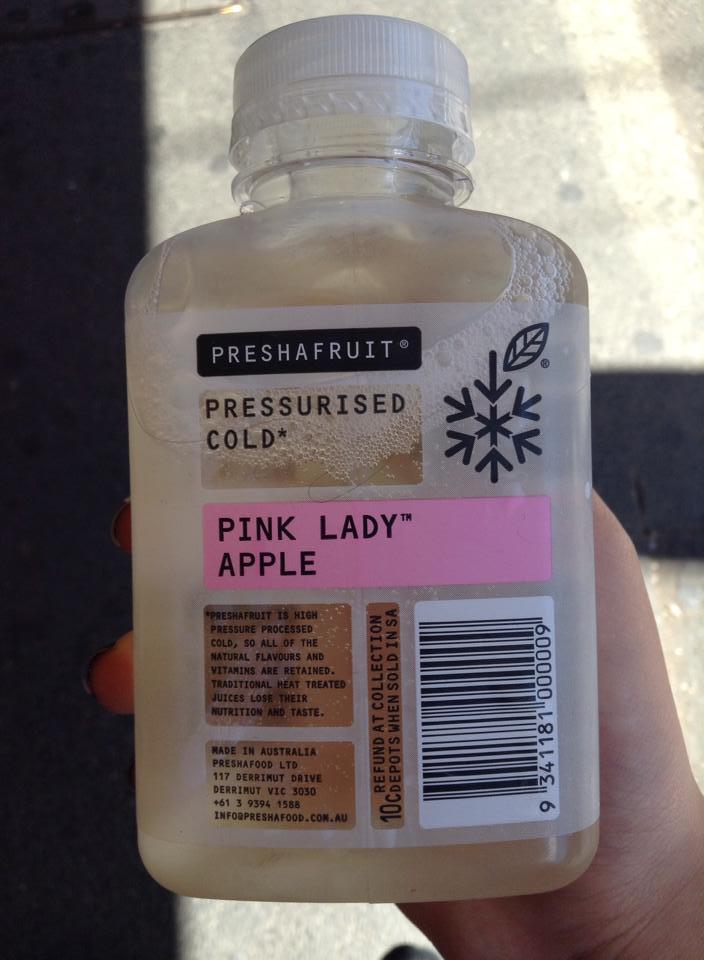 PRESHAFRUIT®
PRESSURISED
COLD*
®
PINK LADY™
APPLE
*PRESHAFRUIT IS HIGH
PRESSURE PROCESSED
COLD, SO ALL OF THE
NATURAL FLAVOURS AND
VITAMINS ARE RETAINED.
TRADITIONAL HEAT TREATED
JUICES LOSE THEIR
NUTRITION AND TASTE.
MADE IN AUSTRALIA
PRESHAFOOD LTD
117 DERRIMUT DRIVE
DERRIMUT VIC 3030
+61 3 9394 1588
INFO@PRESHAFOOD.COM.AU
10C REFUND AT COLLECTION
DEPOTS WHEN SOLD IN SA
9 341181 000009